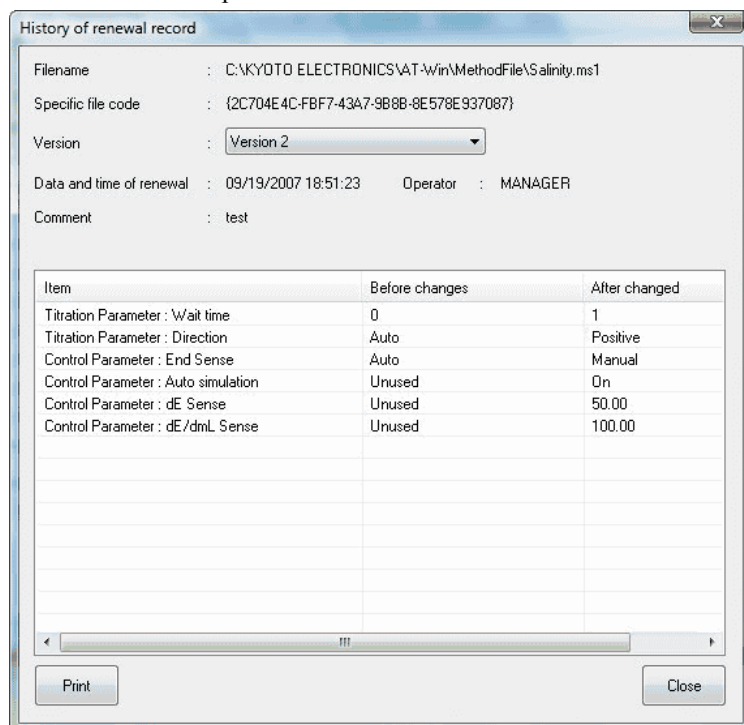 History of renewal record
Filename : C:\KYOTO ELECTRONICS\AT-Win\MethodFile\Salinity.ms1
Specific file code : {2C704E4C-FBF7-43A7-9B8B-8E578E937087}
Version : Version 2
Data and time of renewal : 09/19/2007 18:51:23 Operator : MANAGER
Comment : test
Item Before changes After changed
Titration Parameter : Wait time 0 1
Titration Parameter : Direction Auto Positive
Control Parameter : End Sense Auto Manual
Control Parameter : Auto simulation Unused On
Control Parameter : dE Sense Unused 50.00
Control Parameter : dE/dmL Sense Unused 100.00
Print Close